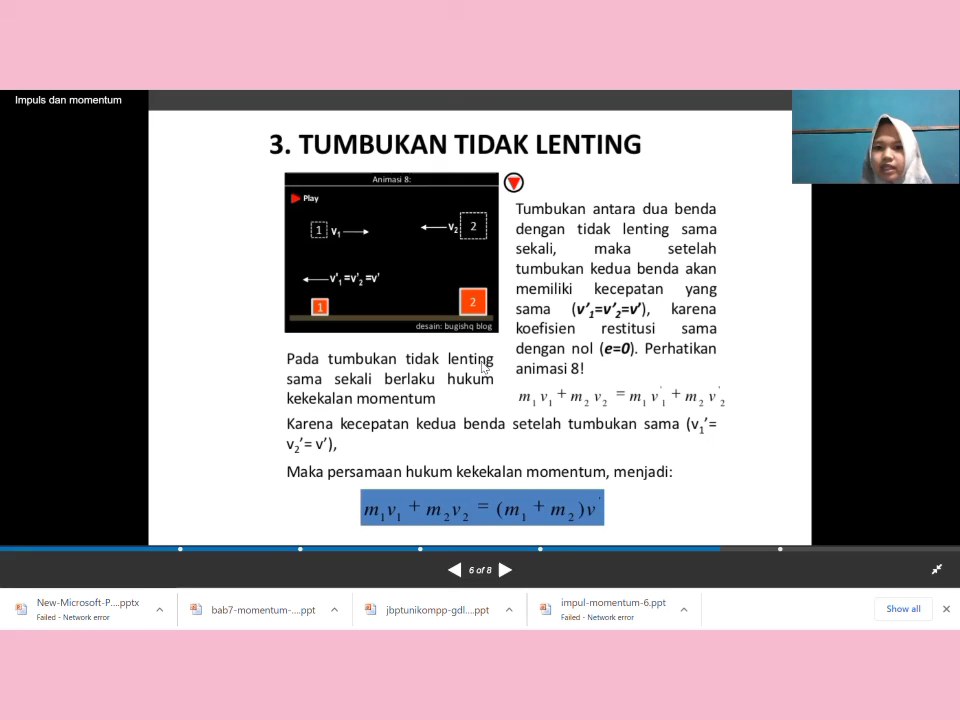 Impuls dan momentum
3. TUMBUKAN TIDAK LENTING
Animasi 8:
Play
1 v1
v2 2
v'1 =v'2 =v'
1
2
desain: bugishq blog
Tumbukan antara dua benda
dengan tidak lenting sama
sekali, maka setelah
tumbukan kedua benda akan
memiliki kecepatan yang
sama (v'1=v'2=v'), karena
koefisien restitusi sama
dengan nol (e=0). Perhatikan
animasi 8!
m1 v1 + m2 v2 = m1 v'1 + m2 v'2
Pada tumbukan tidak lenting
sama sekali berlaku hukum
kekekalan momentum
Karena kecepatan kedua benda setelah tumbukan sama (v1'=
v2'= v'),
Maka persamaan hukum kekekalan momentum, menjadi:
m1v1 + m2v2 = (m1 + m2)v'
6 of 8
New-Microsoft-P....pptx
Failed - Network error
bab7-momentum-....ppt
jbptunikompp-gdl....ppt
impul-momentum-6.ppt
Failed - Network error
Show all